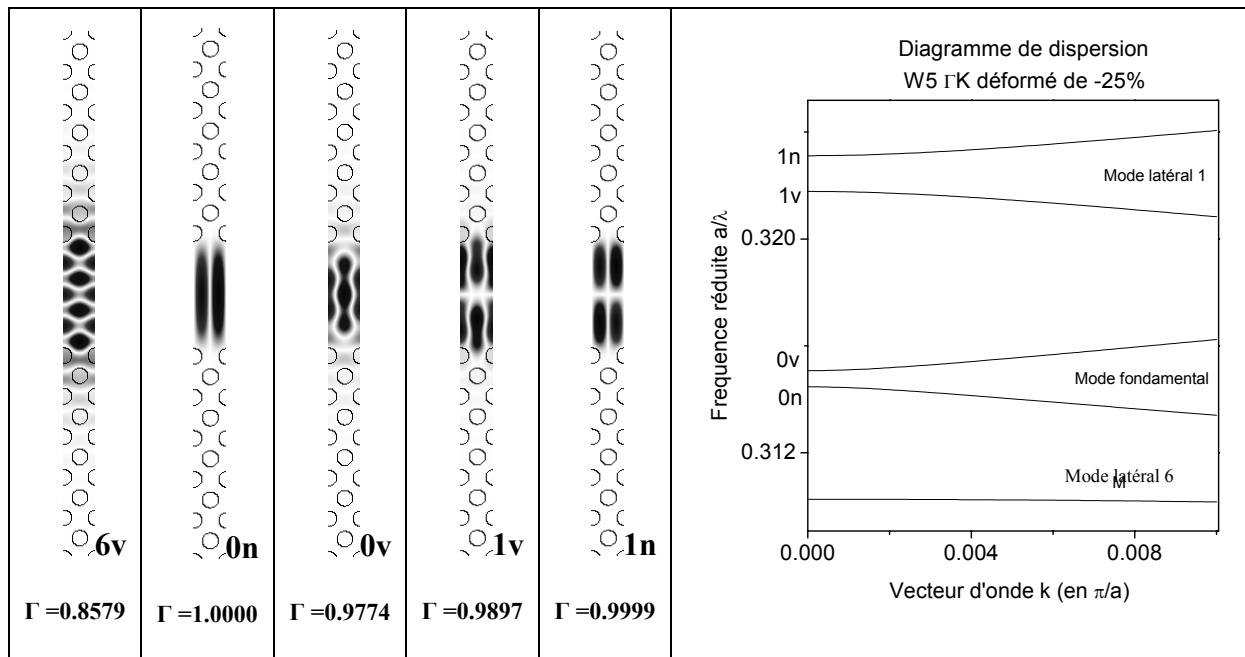 6v
0n
0v
1v
1n
Γ =0.8579
Γ =1.0000
Γ =0.9774
Γ =0.9897
Γ =0.9999
Diagramme de dispersion
W5 ΓK déformé de -25%
Frequence réduite a/λ
1n
1v
0.320
0v
0n
0.312
Mode latéral 1
Mode fondamental
Mode latéral 6
M
0.000
0.004
0.008
Vecteur d'onde k (en π/a)